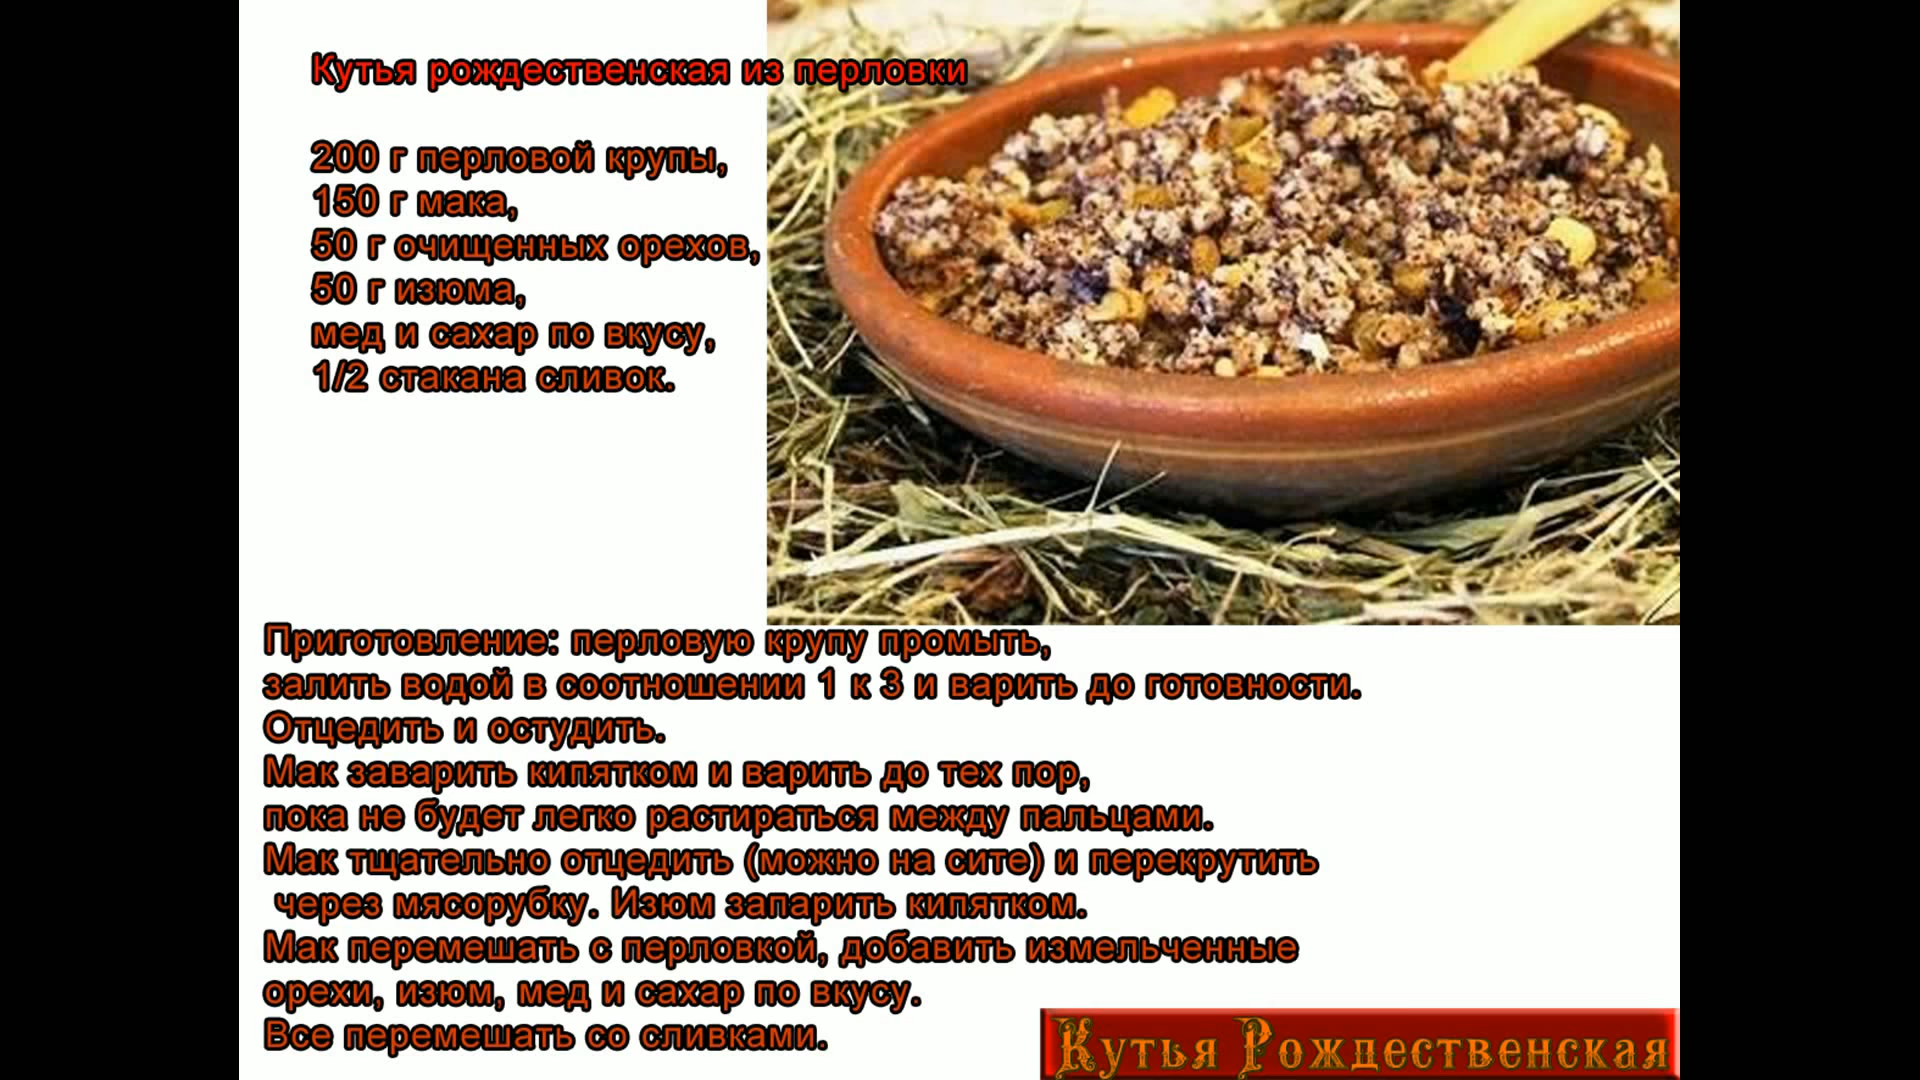 Кутья рождественская из перловки
200 г перловой крупы,
150 г мака,
50 г очищенных орехов,
50 г изюма,
мед и сахар по вкусу,
1/2 стакана сливок.
Приготовление: перловую крупу промыть,
залить водой в соотношении 1 к 3 и варить до готовности.
Отцедить и остудить.
Мак заварить кипятком и варить до тех пор,
пока не будет легко растираться между пальцами.
Мак тщательно отцедить (можно на сите) и перекрутить
через мясорубку. Изюм запарить кипятком.
Мак перемешать с перловкой, добавить измельченные
орехи, изюм, мед и сахар по вкусу.
Все перемешать со сливками.
Кутья Рождественская